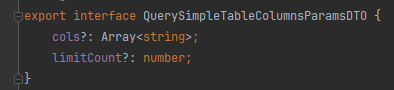 export interface QuerySimpleTableColumnsParamsDTO {
    cols?: Array<string>;
    limitCount?: number;
}